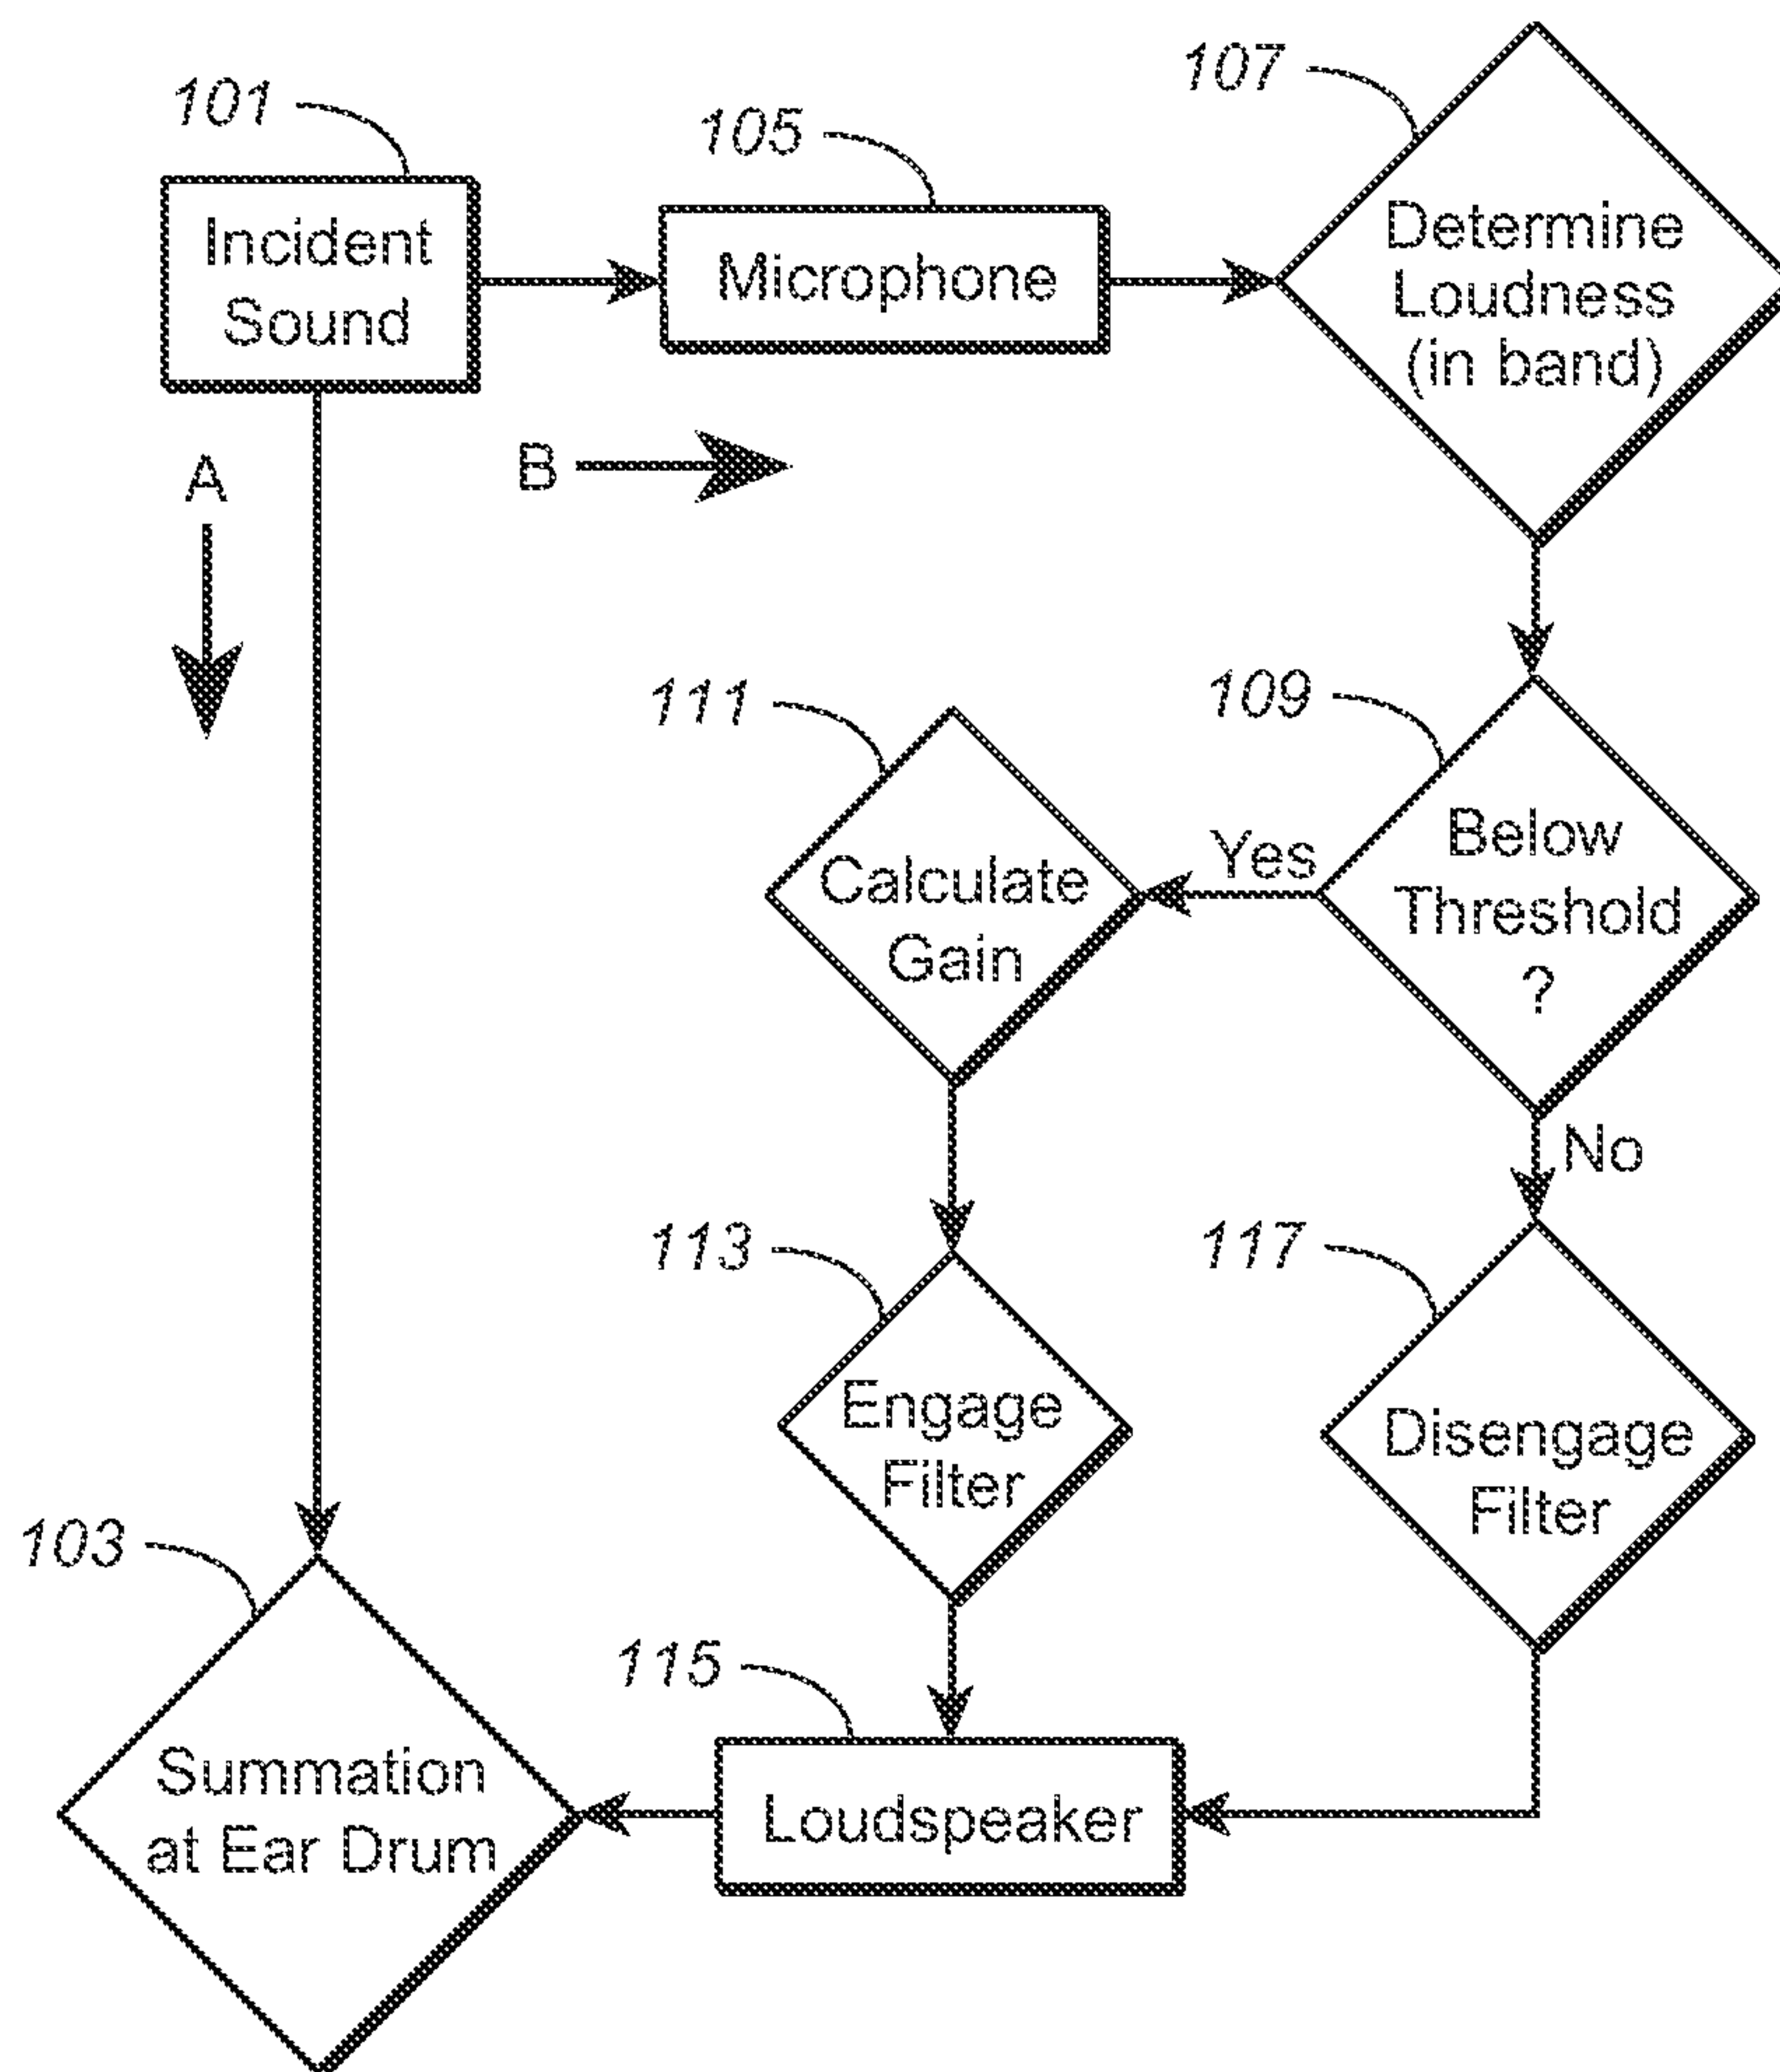 101
Incident
Sound
105
Microphone
107
Determine
Loudness
(in band)
A
B
109
Below
Threshold
?
Yes
No
111
Calculate
Gain
113
Engage
Filter
117
Disengage
Filter
115
Loudspeaker
103
Summation
at Ear Drum